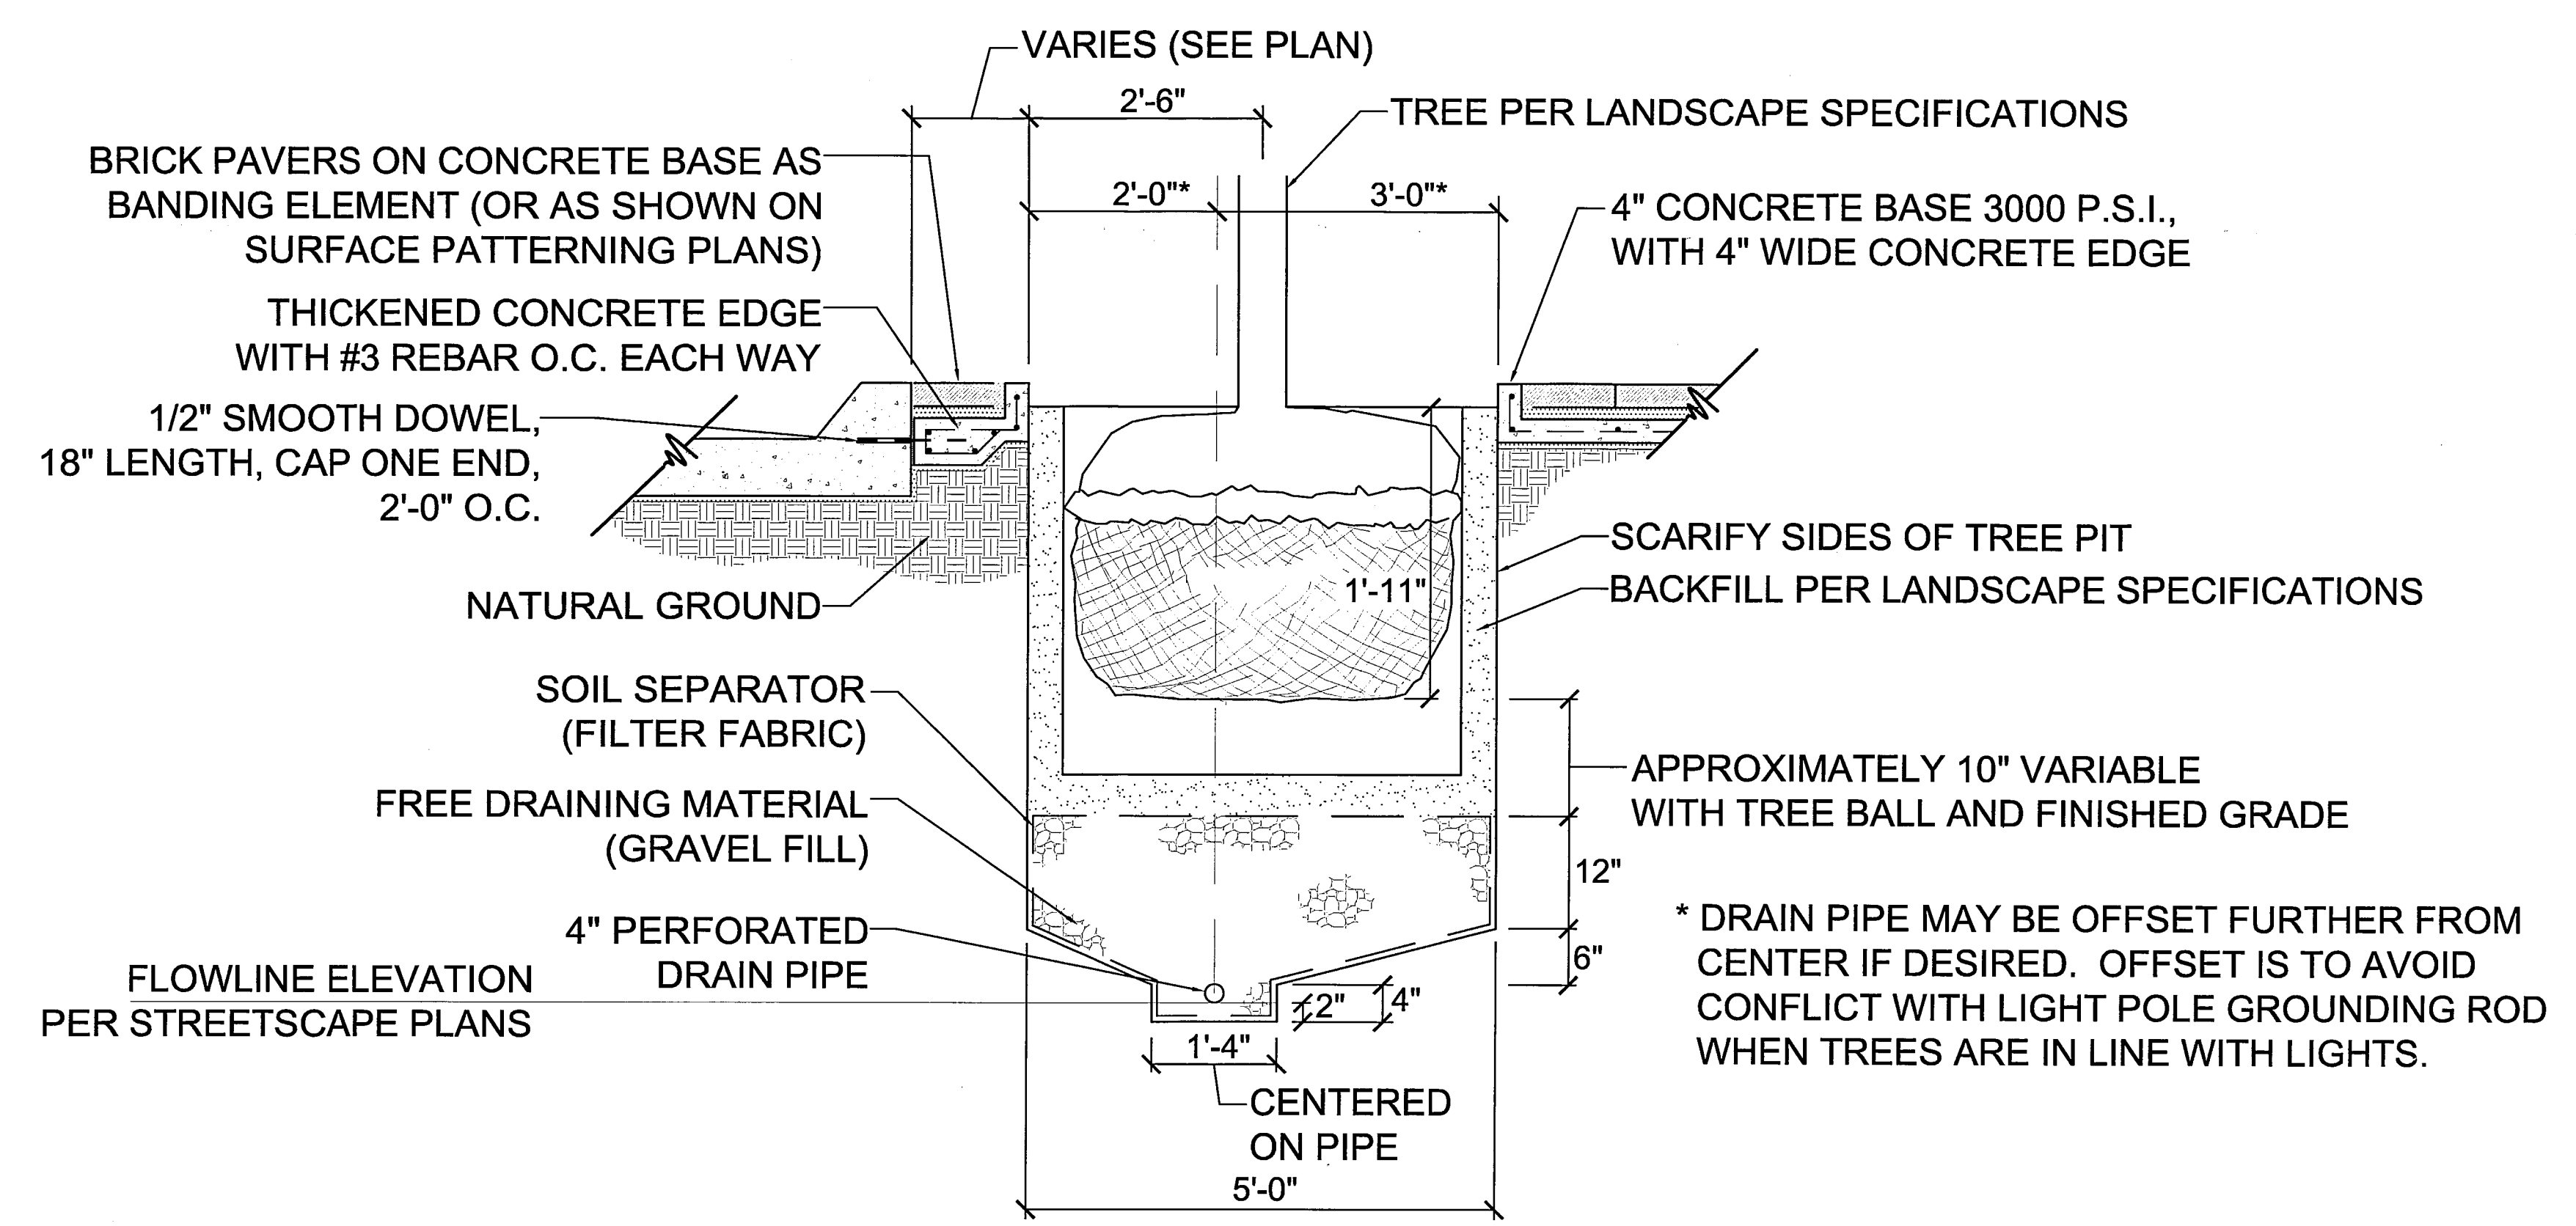 VARIES (SEE PLAN)
2'-6"
TREE PER LANDSCAPE SPECIFICATIONS
BRICK PAVERS ON CONCRETE BASE AS
BANDING ELEMENT (OR AS SHOWN ON
SURFACE PATTERNING PLANS)
2'-0"*
3'-0"*
4" CONCRETE BASE 3000 P.S.I.,
WITH 4" WIDE CONCRETE EDGE
THICKENED CONCRETE EDGE
WITH #3 REBAR O.C. EACH WAY
1/2" SMOOTH DOWEL,
18" LENGTH, CAP ONE END,
2'-0" O.C.
SCARIFY SIDES OF TREE PIT
1'-11"
BACKFILL PER LANDSCAPE SPECIFICATIONS
NATURAL GROUND
SOIL SEPARATOR
(FILTER FABRIC)
APPROXIMATELY 10" VARIABLE
WITH TREE BALL AND FINISHED GRADE
FREE DRAINING MATERIAL
(GRAVEL FILL)
12"
4" PERFORATED
DRAIN PIPE
6"
* DRAIN PIPE MAY BE OFFSET FURTHER FROM
CENTER IF DESIRED. OFFSET IS TO AVOID
CONFLICT WITH LIGHT POLE GROUNDING ROD
WHEN TREES ARE IN LINE WITH LIGHTS.
FLOWLINE ELEVATION
PER STREETSCAPE PLANS
2"
4"
1'-4"
CENTERED
ON PIPE
5'-0"